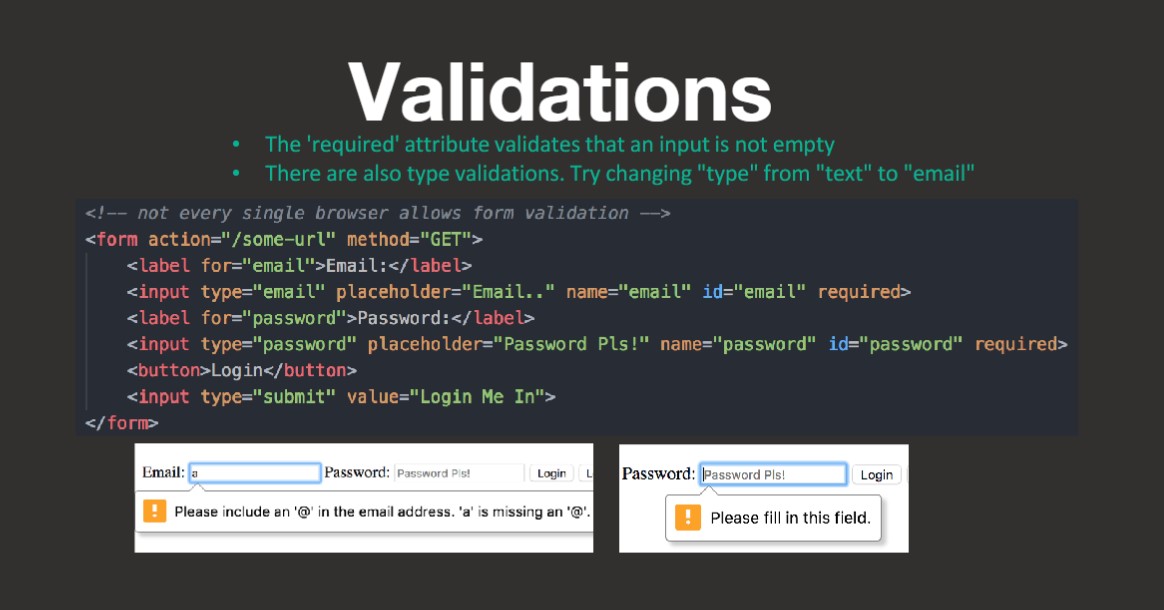 Validations
• The 'required' attribute validates that an input is not empty
• There are also type validations. Try changing "type" from "text" to "email"
<!-- not every single browser allows form validation -->
<form action="/some-url" method="GET">
<label for="email">Email:</label>
<input type="email" placeholder="Email.." name="email" id="email" required>
<label for="password">Password:</label>
<input type="password" placeholder="Password Pls!" name="password" id="password" required>
<button>Login</button>
<input type="submit" value="Login Me In">
</form>
Email: a Password: Password Pls! Login L
Please include an '@' in the email address. 'a' is missing an '@'.
Password: Password Pls! Login
Please fill in this field.